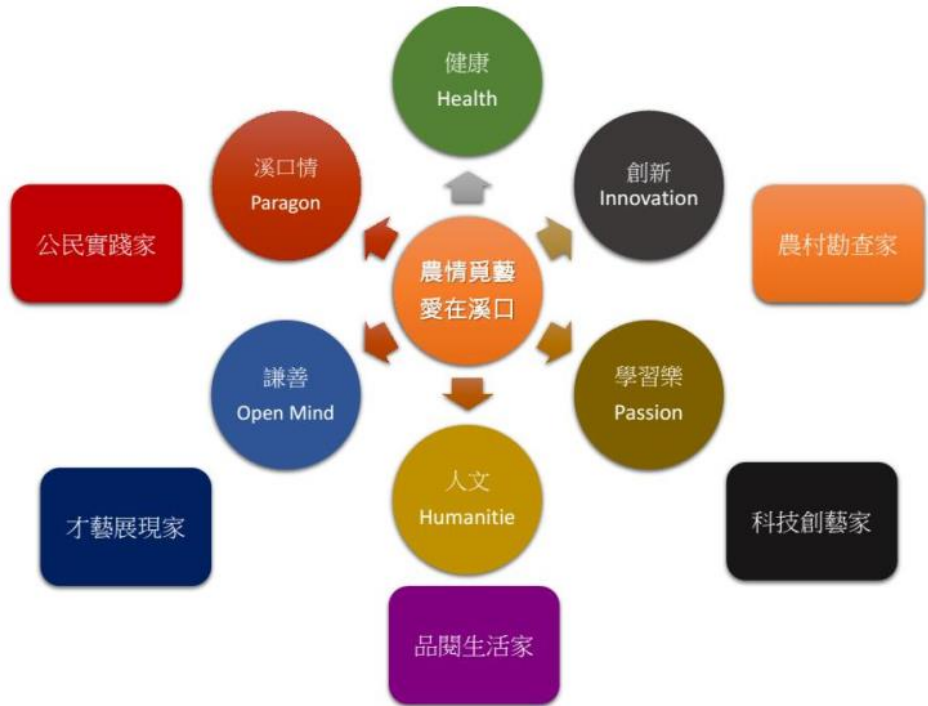 健康
Health
溪口情
Paragon
創新
Innovation
公民實踐家
農情覓藝
愛在溪口
農村勘查家
謙善
Open Mind
學習樂
Passion
人文
Humanitie
才藝展現家
科技創藝家
品閱生活家